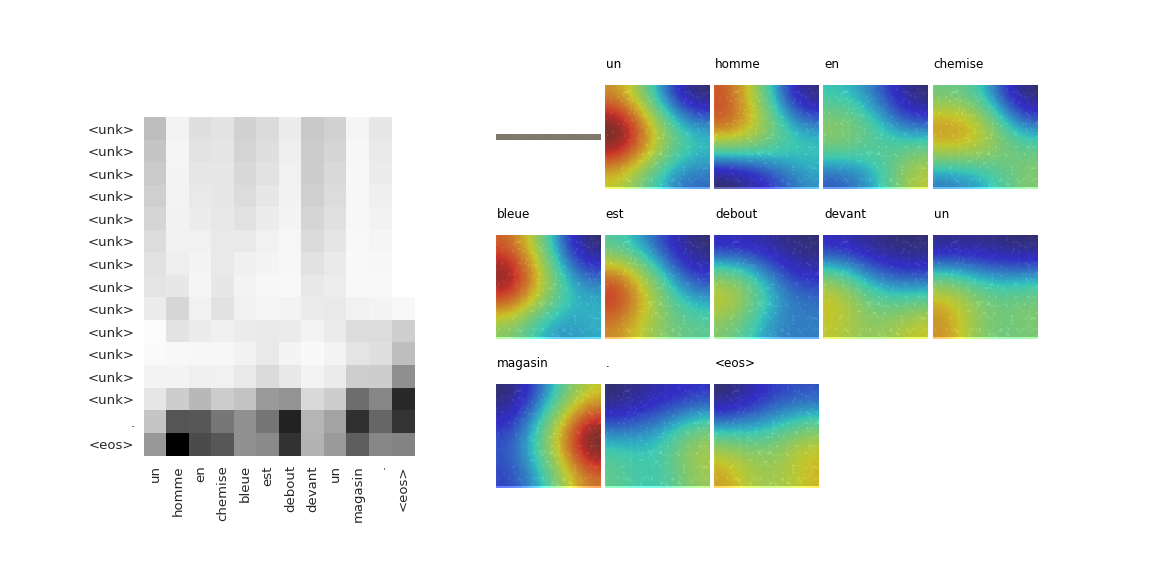 <unk>
<unk>
<unk>
<unk>
<unk>
<unk>
<unk>
<unk>
<unk>
<unk>
<unk>
<unk>
<unk>
.
<eos>
un homme en chemise bleue est debout devant un magasin . <eos>
un homme en chemise
bleue est debout devant un
magasin . <eos>